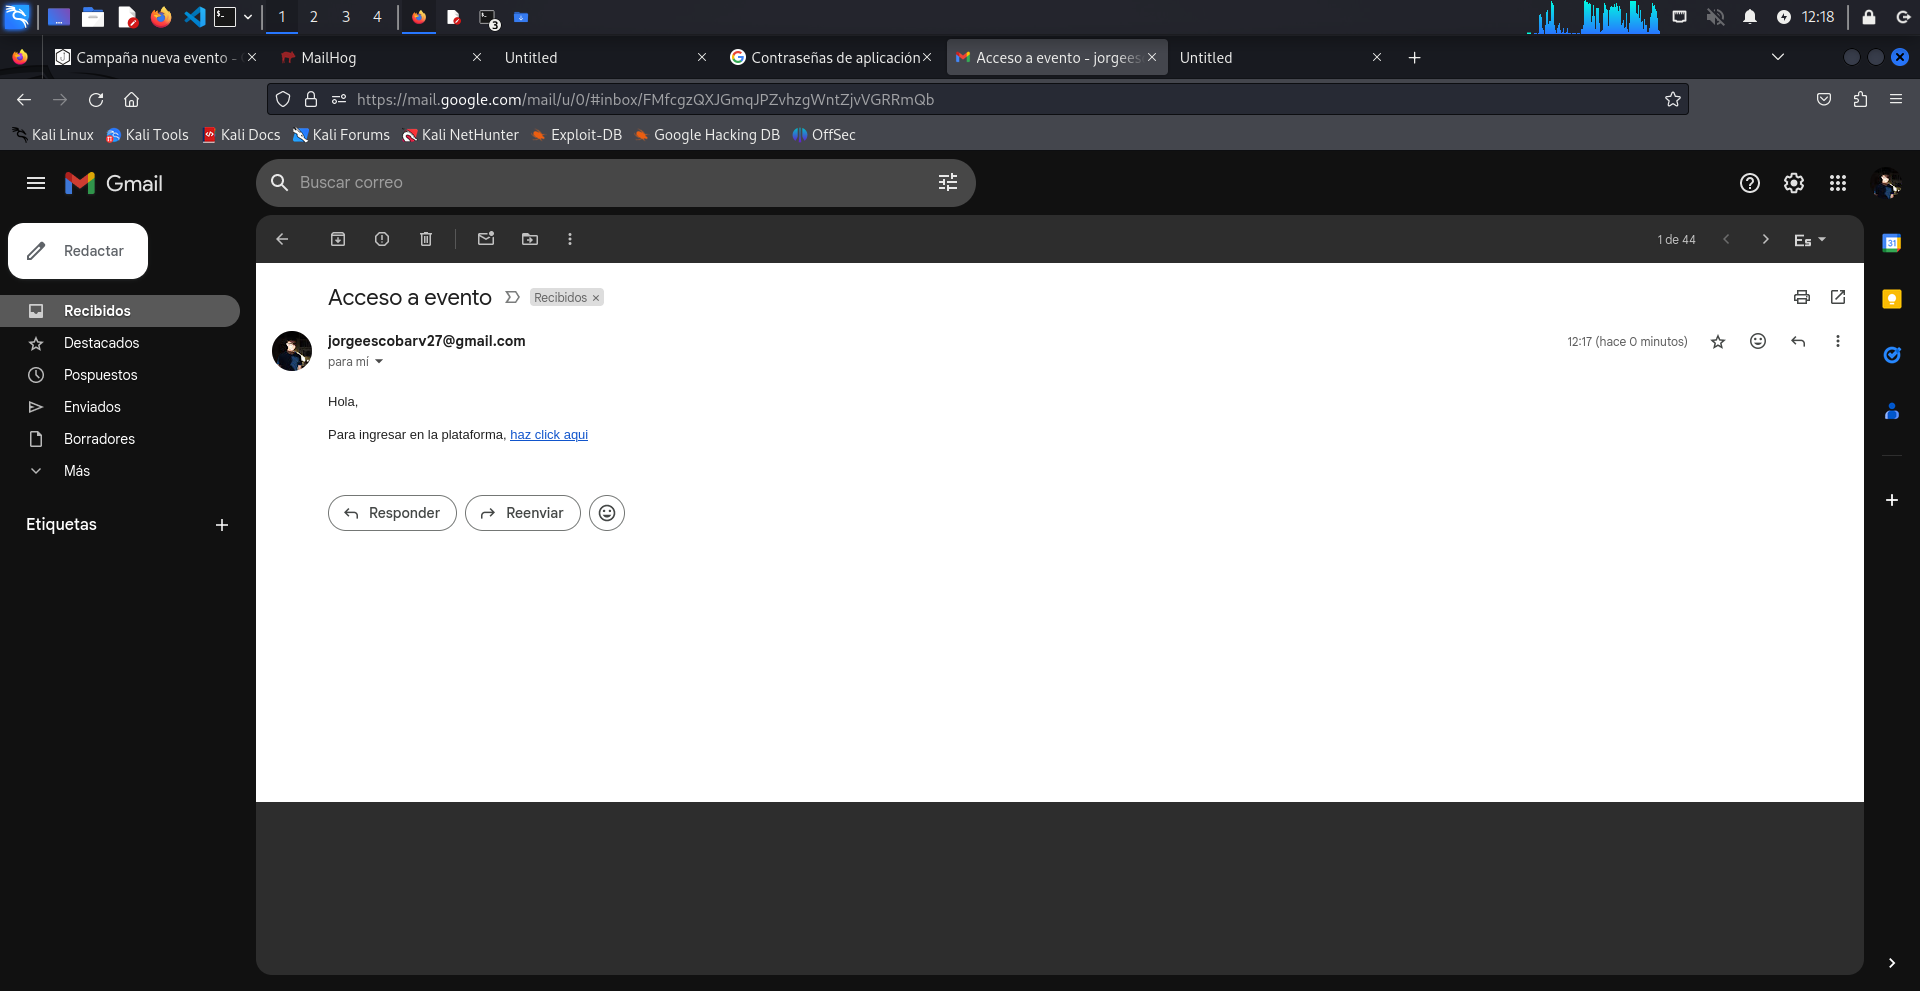 1 2 3 4 3 12:18
Campaña nueva evento -
MailHog
Untitled
Contraseñas de aplicación
Acceso a evento - jorgees
Untitled
https://mail.google.com/mail/u/0/#inbox/FMfcgzQXJGmqJPZvhzgWntZjvVGRRmQb
Kali Linux Kali Tools Kali Docs Kali Forums Kali NetHunter Exploit-DB Google Hacking DB OffSec
Gmail
Buscar correo
Redactar
1 de 44
Es
31
Recibidos
Destacados
Pospuestos
Enviados
Borradores
Más
Etiquetas
Acceso a evento
Recibidos
jorgeescobarv27@gmail.com
12:17 (hace 0 minutos)
para mí
Hola,
Para ingresar en la plataforma, haz click aqui
Responder
Reenviar